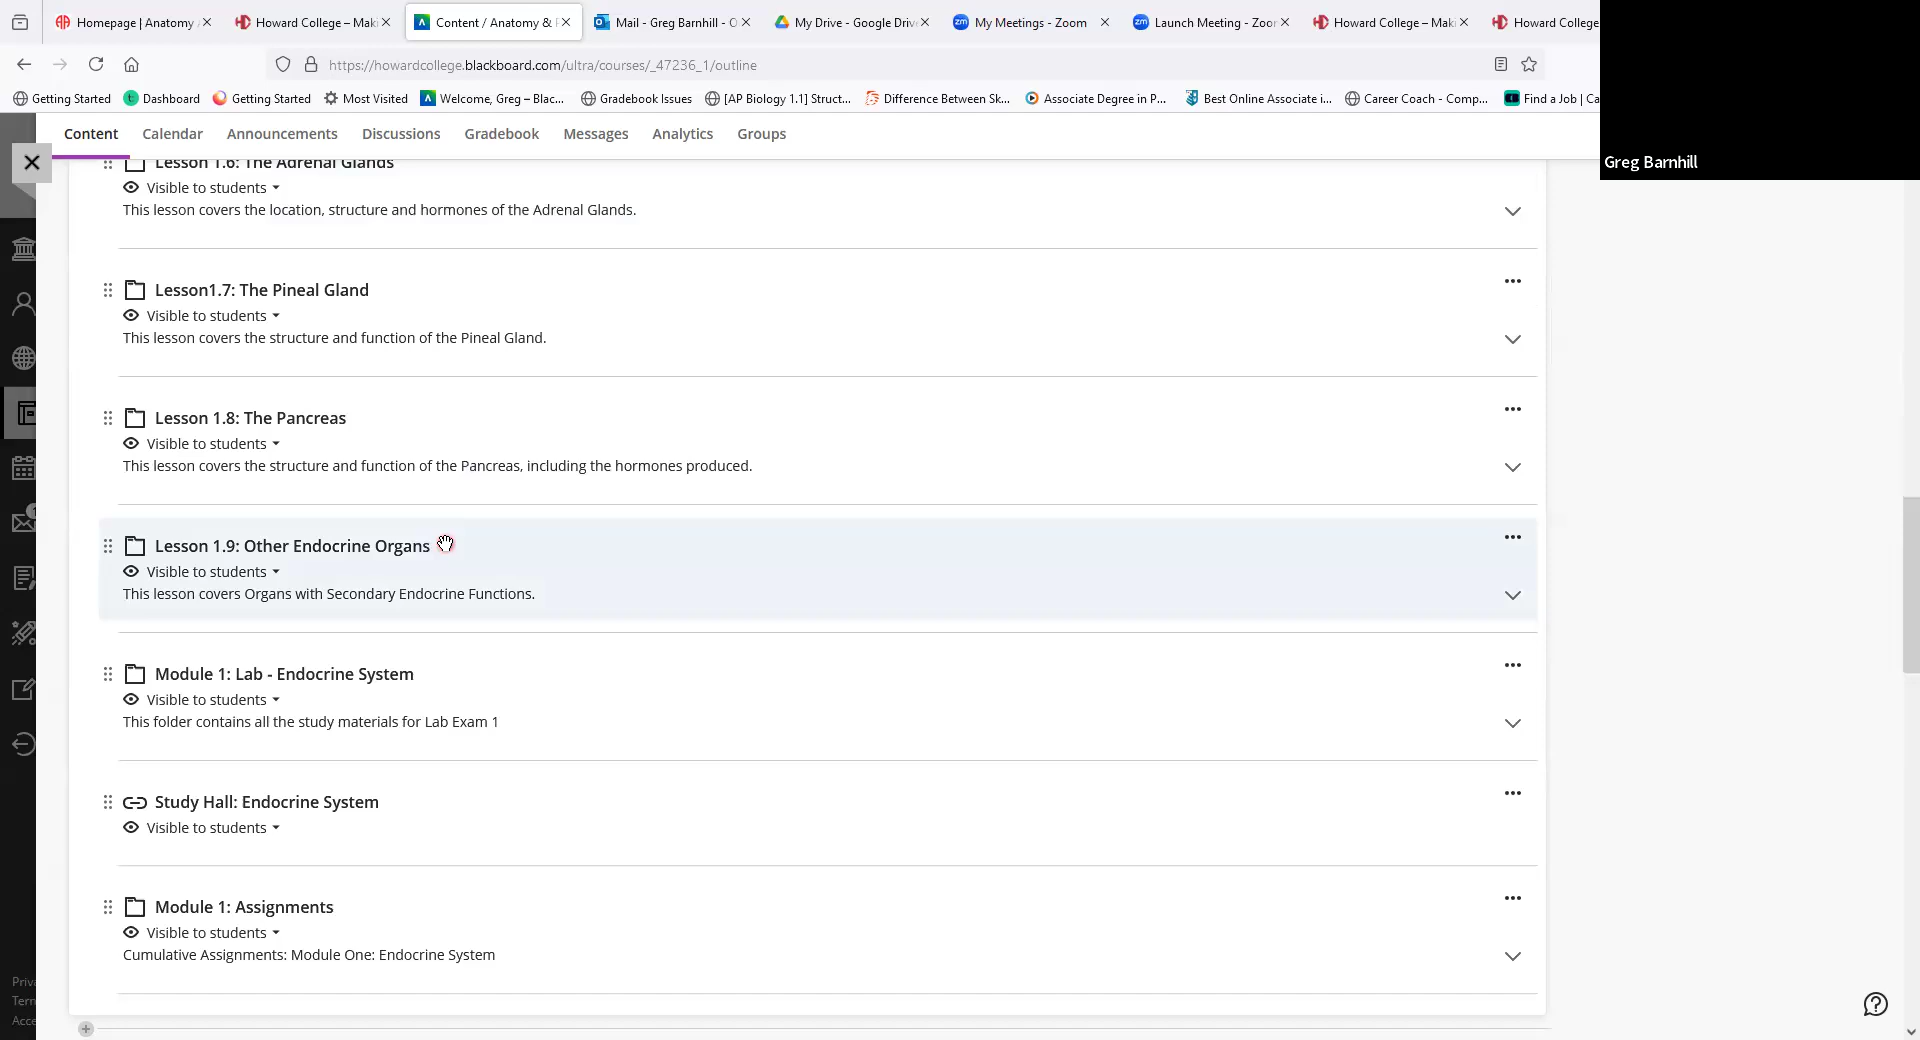 Homepage | Anatomy
Howard College – Maki
Content / Anatomy & P
Mail - Greg Barnhill - O
My Drive - Google Drive
My Meetings - Zoom
Launch Meeting - Zoom
Howard College – Maki
Howard College
https://howardcollege.blackboard.com/ultra/courses/_47236_1/outline
Getting Started
Dashboard
Getting Started
Most Visited
Welcome, Greg – Blac...
Gradebook Issues
[AP Biology 1.1] Struct...
Difference Between Sk...
Associate Degree in P...
Best Online Associate i...
Career Coach - Comp...
Find a Job | Ca
Greg Barnhill
Content
Calendar
Announcements
Discussions
Gradebook
Messages
Analytics
Groups
Lesson 1.6: The Adrenal Glands
Visible to students
This lesson covers the location, structure and hormones of the Adrenal Glands.
Lesson1.7: The Pineal Gland
Visible to students
This lesson covers the structure and function of the Pineal Gland.
Lesson 1.8: The Pancreas
Visible to students
This lesson covers the structure and function of the Pancreas, including the hormones produced.
Lesson 1.9: Other Endocrine Organs
Visible to students
This lesson covers Organs with Secondary Endocrine Functions.
Module 1: Lab - Endocrine System
Visible to students
This folder contains all the study materials for Lab Exam 1
Study Hall: Endocrine System
Visible to students
Module 1: Assignments
Visible to students
Cumulative Assignments: Module One: Endocrine System
Priva
Term
Acce